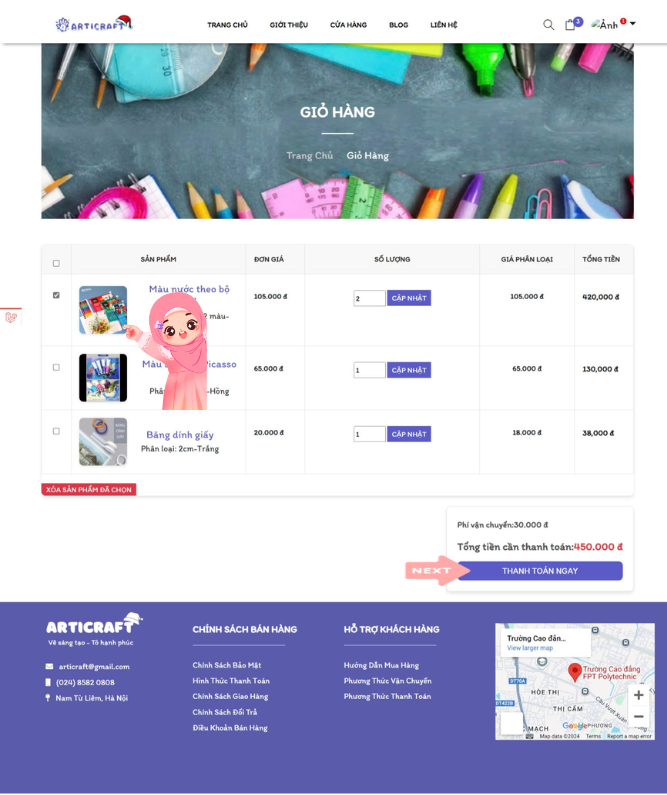 ARTICRAFT
TRANG CHỦ GIỚI THIỆU CỬA HÀNG BLOG LIÊN HỆ
3 Ảnh 1
GIỎ HÀNG
Trang Chủ Giỏ Hàng
SẢN PHẨM ĐƠN GIÁ SỐ LƯỢNG GIÁ PHÂN LOẠI TỔNG TIỀN
Màu nước theo bộ
105.000 đ 2 CẬP NHẬT 105.000 đ 420,000 đ
màu-
Màu Picasso
65.000 đ 1 CẬP NHẬT 65.000 đ 130,000 đ
-Hồng
Băng dính giấy
20.000 đ 1 CẬP NHẬT 18.000 đ 38,000 đ
Phân loại: 2cm-Trắng
XÓA SẢN PHẨM ĐÃ CHỌN
Phí vận chuyển:30.000 đ
Tổng tiền cần thanh toán:450.000 đ
NEXT THANH TOÁN NGAY
ARTICRAFT
Vẽ sáng tạo - Tô hạnh phúc
articraft@gmail.com
(024) 8582 0808
Nam Từ Liêm, Hà Nội
CHÍNH SÁCH BÁN HÀNG
Chính Sách Bảo Mật
Hình Thức Thanh Toán
Chính Sách Giao Hàng
Chính Sách Đổi Trả
Điều Khoản Bán Hàng
HỖ TRỢ KHÁCH HÀNG
Hướng Dẫn Mua Hàng
Phương Thức Vận Chuyển
Phương Thức Thanh Toán
Trường Cao đẳn...
View larger map
Trường Cao đẳng
FPT Polytechnic
ĐT70A
HÒE THỊ
THỊ CẤM
ĐT423B
Cầu Vượt Xuân
Google PHƯƠNG
MẠCH Map data ©2024 Terms Report a map error